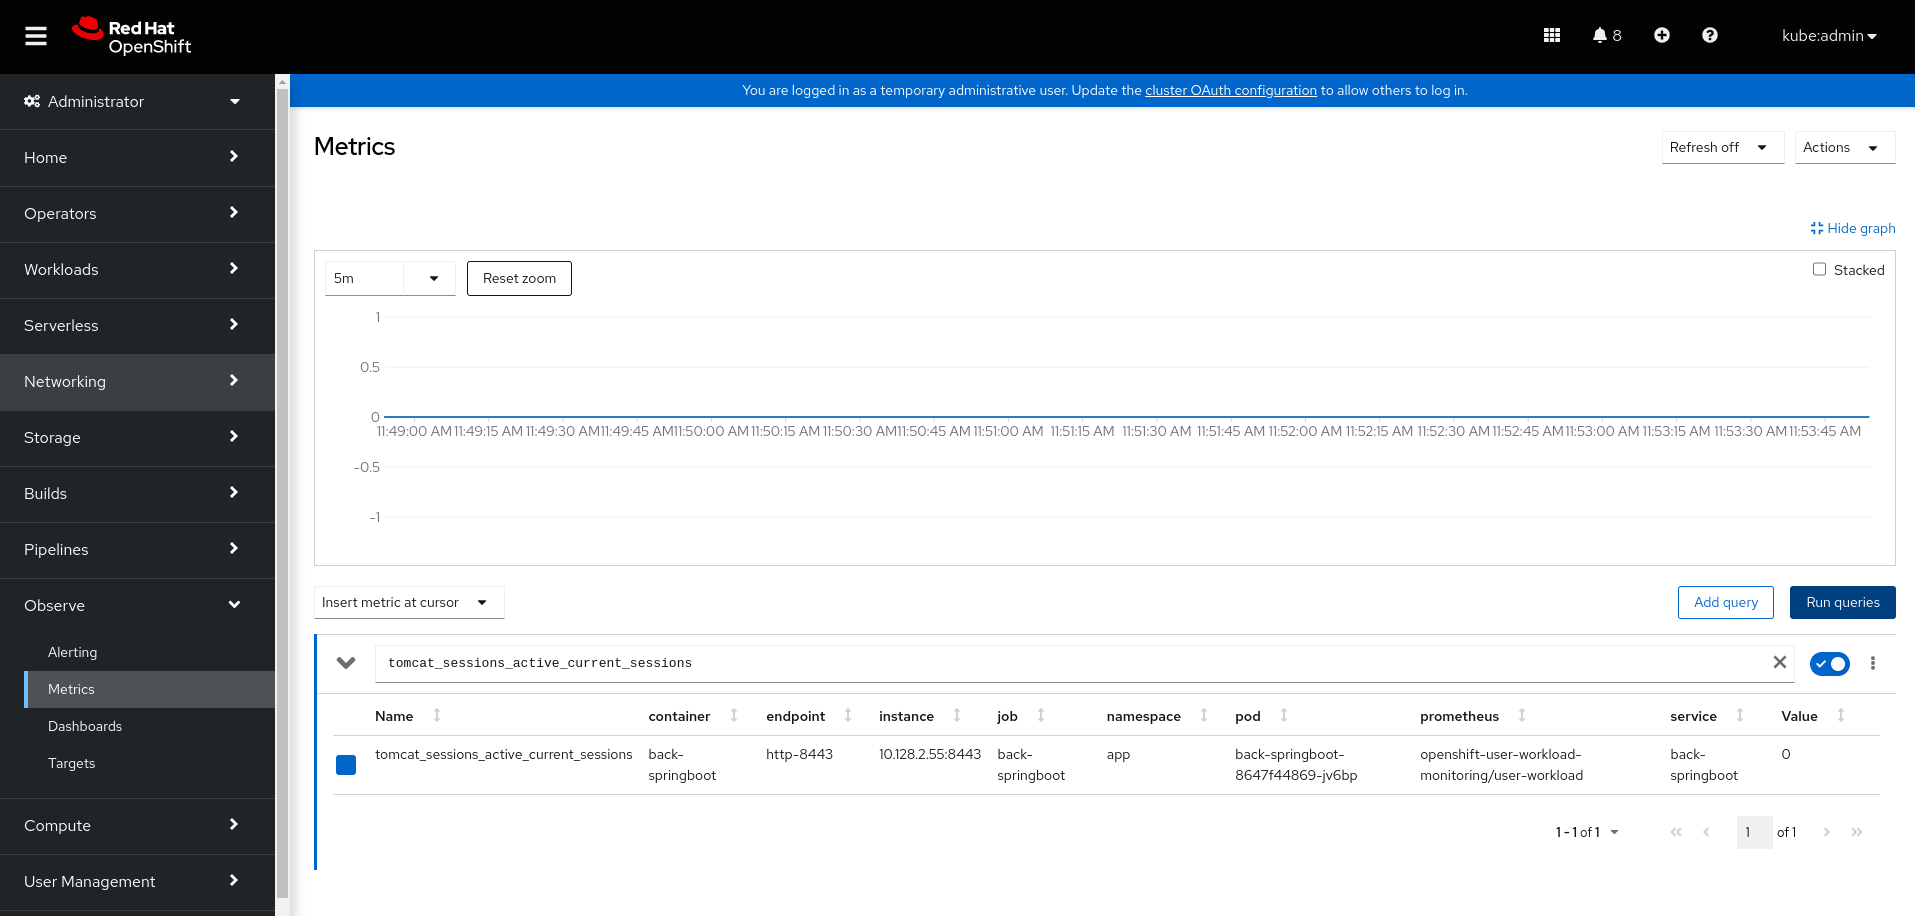 Red Hat
OpenShift
8
kube:admin
You are logged in as a temporary administrative user. Update the cluster OAuth configuration to allow others to log in.
Administrator
Home
Operators
Workloads
Serverless
Networking
Storage
Builds
Pipelines
Observe
Alerting
Metrics
Dashboards
Targets
Compute
User Management
Metrics
Refresh off
Actions
Hide graph
5m
Reset zoom
Stacked
1
0.5
0
-0.5
-1
11:49:00 AM 11:49:15 AM 11:49:30 AM 11:49:45 AM 11:50:00 AM 11:50:15 AM 11:50:30 AM 11:50:45 AM 11:51:00 AM 11:51:15 AM 11:51:30 AM 11:51:45 AM 11:52:00 AM 11:52:15 AM 11:52:30 AM 11:52:45 AM 11:53:00 AM 11:53:15 AM 11:53:30 AM 11:53:45 AM
Insert metric at cursor
Add query
Run queries
tomcat_sessions_active_current_sessions
Name container endpoint instance job namespace pod prometheus service Value
tomcat_sessions_active_current_sessions back- http-8443 10.128.2.55:8443 back- app back-springboot- openshift-user-workload- back- 0
springboot springboot 8647f44869-jv6bp monitoring/user-workload springboot
1 - 1 of 1
1 of 1